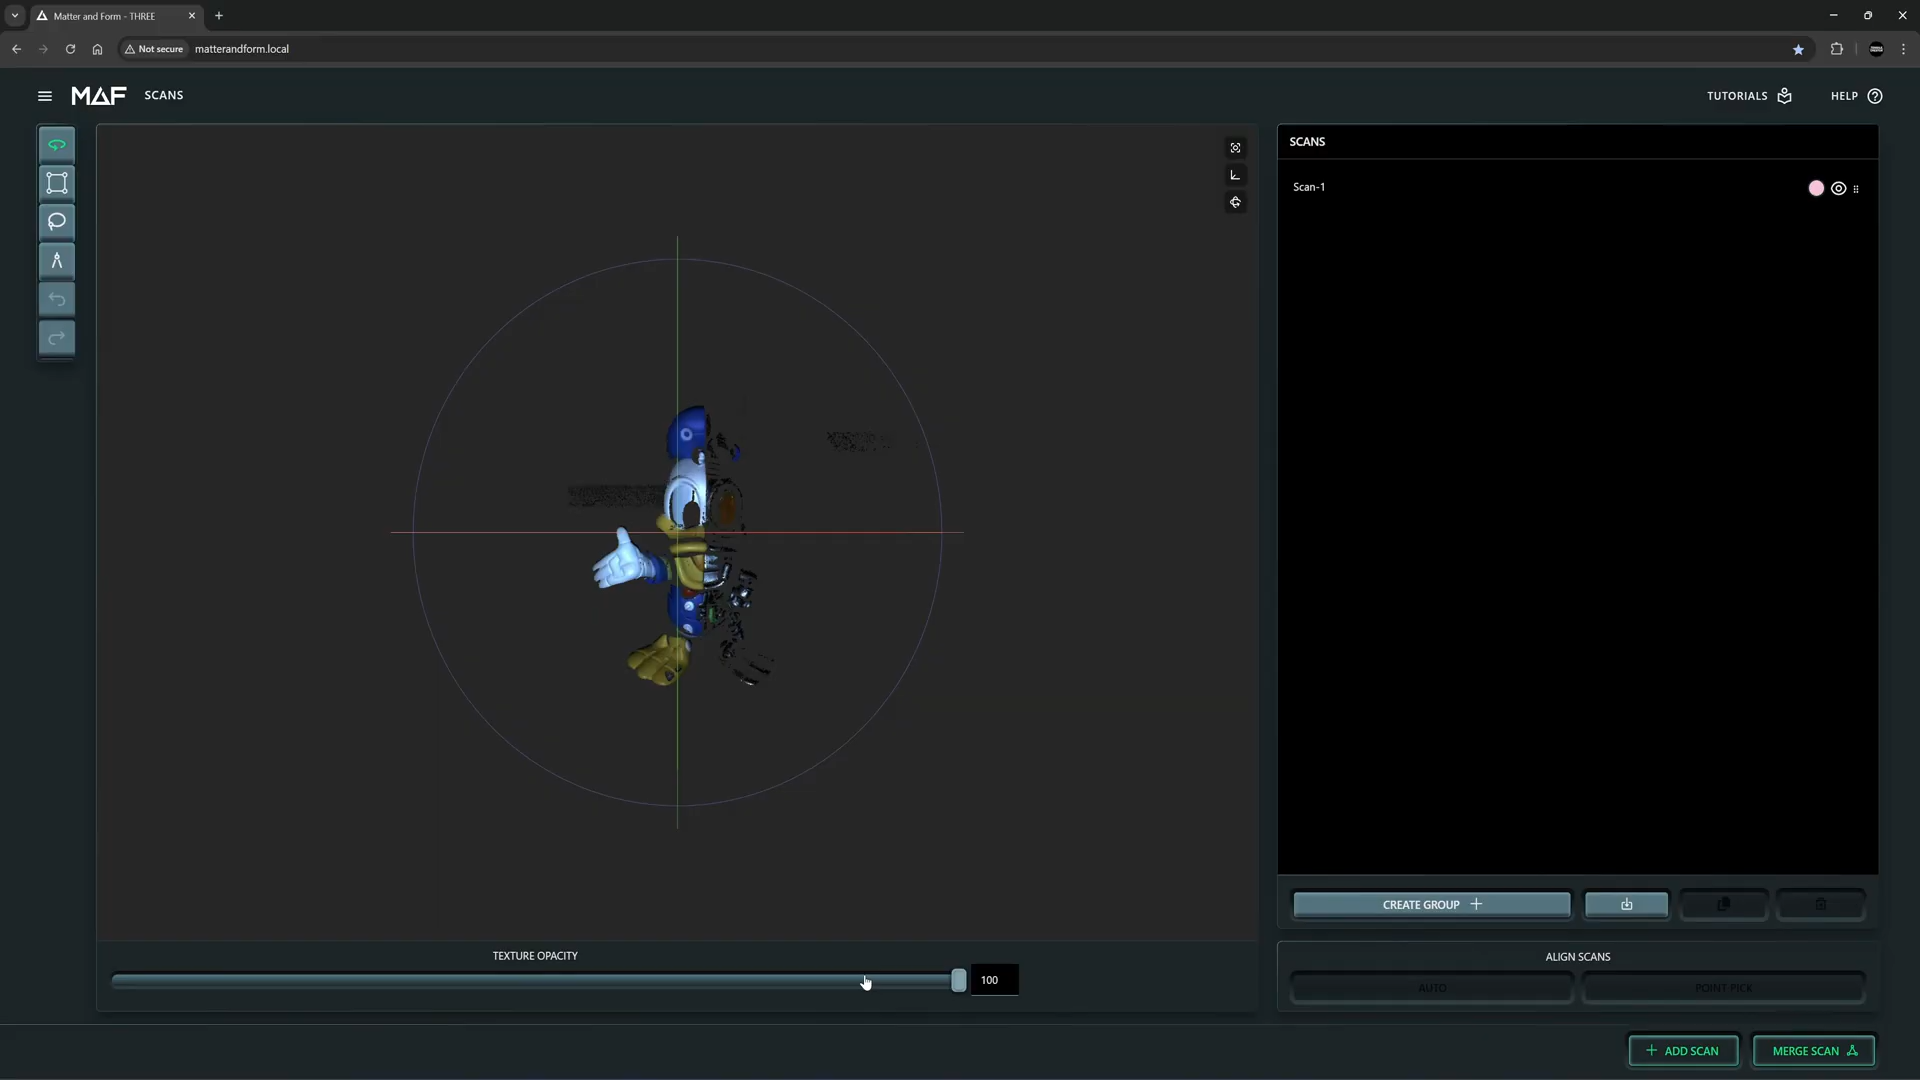 Matter and Form - THREE
Not secure
matterandform.local
MAF
SCANS
TUTORIALS
HELP
SCANS
Scan-1
CREATE GROUP
TEXTURE OPACITY
100
ALIGN SCANS
AUTO
POINT PICK
ADD SCAN
MERGE SCAN